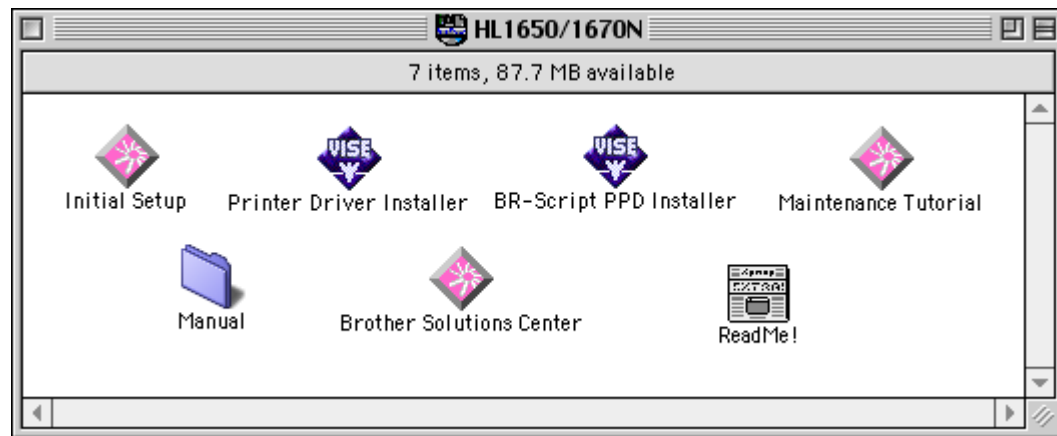 HL1650/1670N
7 items, 87.7 MB available
VISE
VISE
Initial Setup
Printer Driver Installer
BR-Script PPD Installer
Maintenance Tutorial
EXTRA!
Manual
Brother Solutions Center
ReadMe!